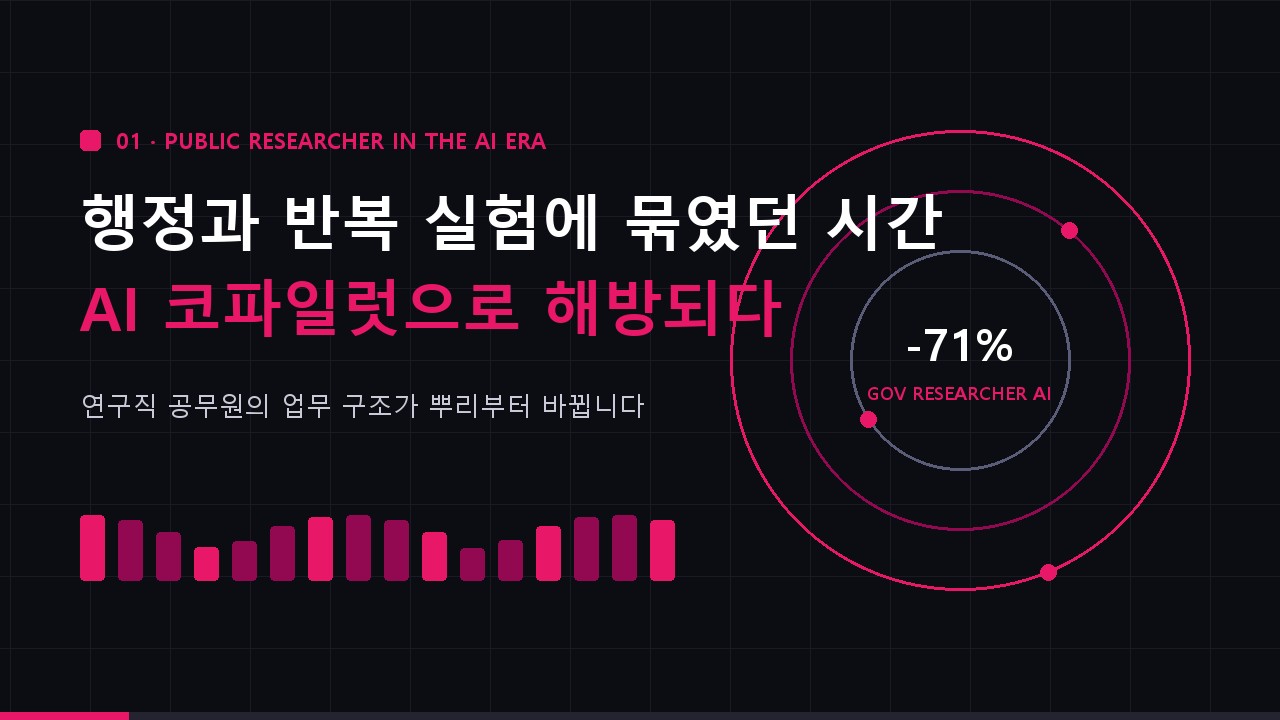 01 · PUBLIC RESEARCHER IN THE AI ERA
행정과 반복 실험에 묶였던 시간
AI 코파일럿으로 해방되다
연구직 공무원의 업무 구조가 뿌리부터 바뀝니다
-71%
GOV RESEARCHER AI